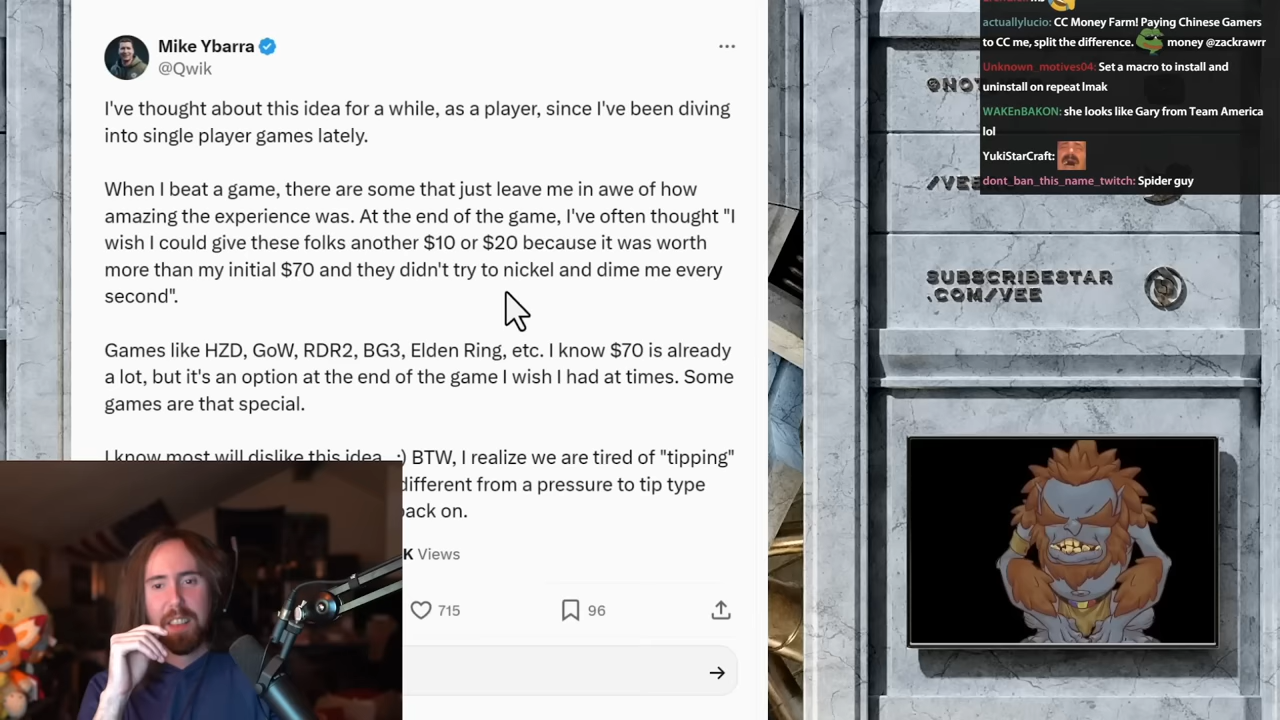 Mike Ybarra
@Qwik
I've thought about this idea for a while, as a player, since I've been diving
into single player games lately.
When I beat a game, there are some that just leave me in awe of how
amazing the experience was. At the end of the game, I've often thought "I
wish I could give these folks another $10 or $20 because it was worth
more than my initial $70 and they didn't try to nickel and dime me every
second".
Games like HZD, GoW, RDR2, BG3, Elden Ring, etc. I know $70 is already
a lot, but it's an option at the end of the game I wish I had at times. Some
games are that special.
I know most will dislike this idea. :) BTW, I realize we are tired of "tipping"
different from a pressure to tip type
back on.
K Views
715
96
actuallylucio: CC Money Farm! Paying Chinese Gamers
to CC me, split the difference. money @zackrawrr
Unknown_motives04: Set a macro to install and
uninstall on repeat lmak
WAKEnBAKON: she looks like Gary from Team America
lol
YukiStarCraft:
dont_ban_this_name_twitch: Spider guy
@NOT
/VEE
SUBSCRIBESTAR
.COM/VEE